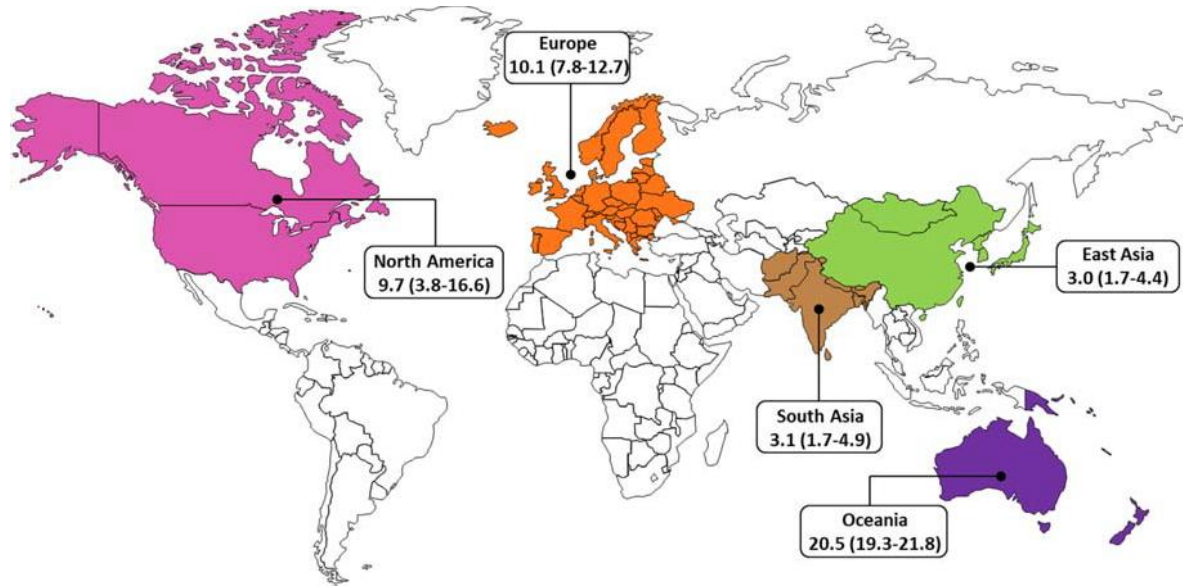 Europe
10.1 (7.8-12.7)
North America
9.7 (3.8-16.6)
East Asia
3.0 (1.7-4.4)
South Asia
3.1 (1.7-4.9)
Oceania
20.5 (19.3-21.8)